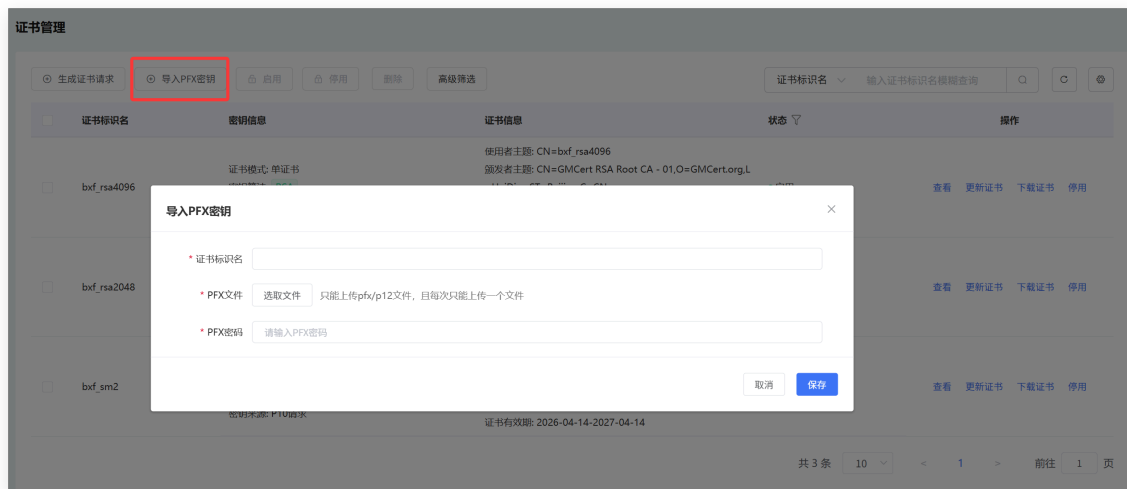 证书管理
生成证书请求 导入PFX密钥 启用 停用 删除 高级筛选 证书标识名 输入证书标识名模糊查询
证书标识名 密钥信息 证书信息 状态 操作
使用者主题: CN=bxf_rsa4096
证书模式: 单证书 颁发者主题: CN=GMCert RSA Root CA - 01,O=GMCert.org,L
bxf_rsa4096 查看 更新证书 下载证书 停用
导入PFX密钥
* 证书标识名
bxf_rsa2048 * PFX文件 选取文件 只能上传pfx/p12文件，且每次只能上传一个文件 查看 更新证书 下载证书 停用
* PFX密码 请输入PFX密码
bxf_sm2 取消 保存 查看 更新证书 下载证书 停用
密钥来源: P10请求
证书有效期: 2026-04-14-2027-04-14
共 3 条 10 < 1 > 前往 1 页